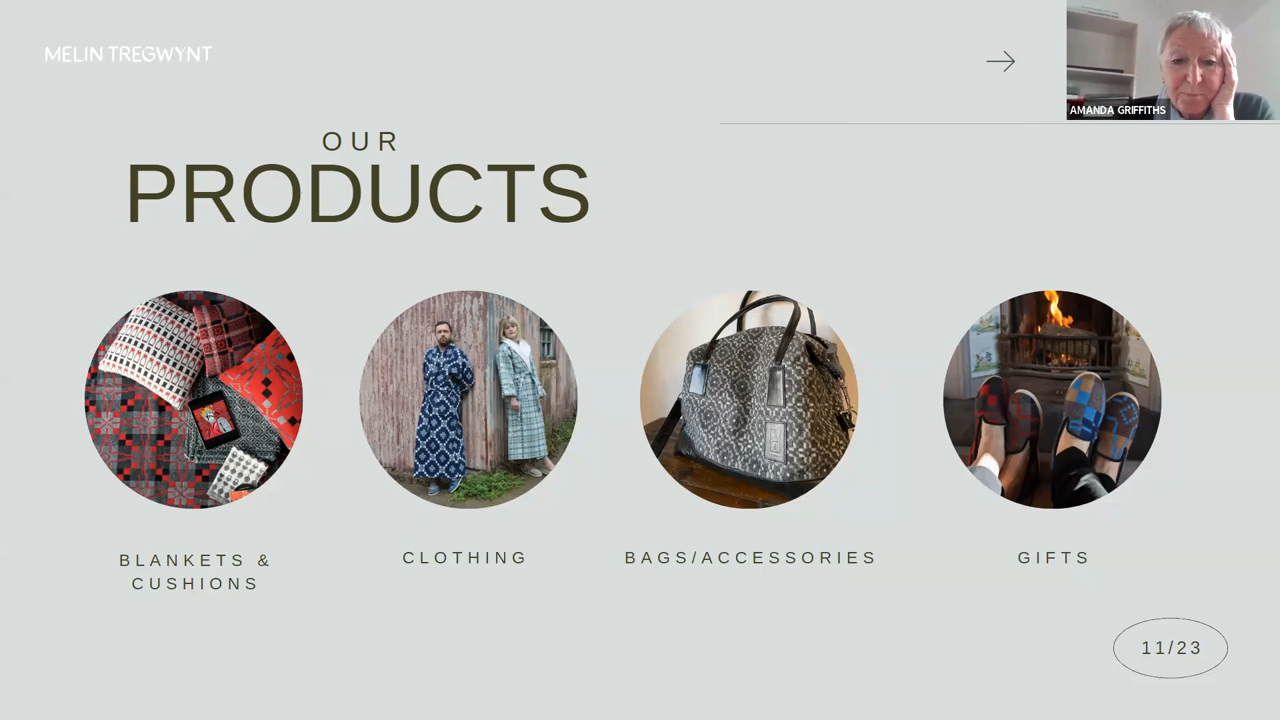 MELIN TREGWYNT
AMANDA GRIFFITHS
OUR
PRODUCTS
BLANKETS &
CUSHIONS
CLOTHING
BAGS/ACCESSORIES
GIFTS
11/23